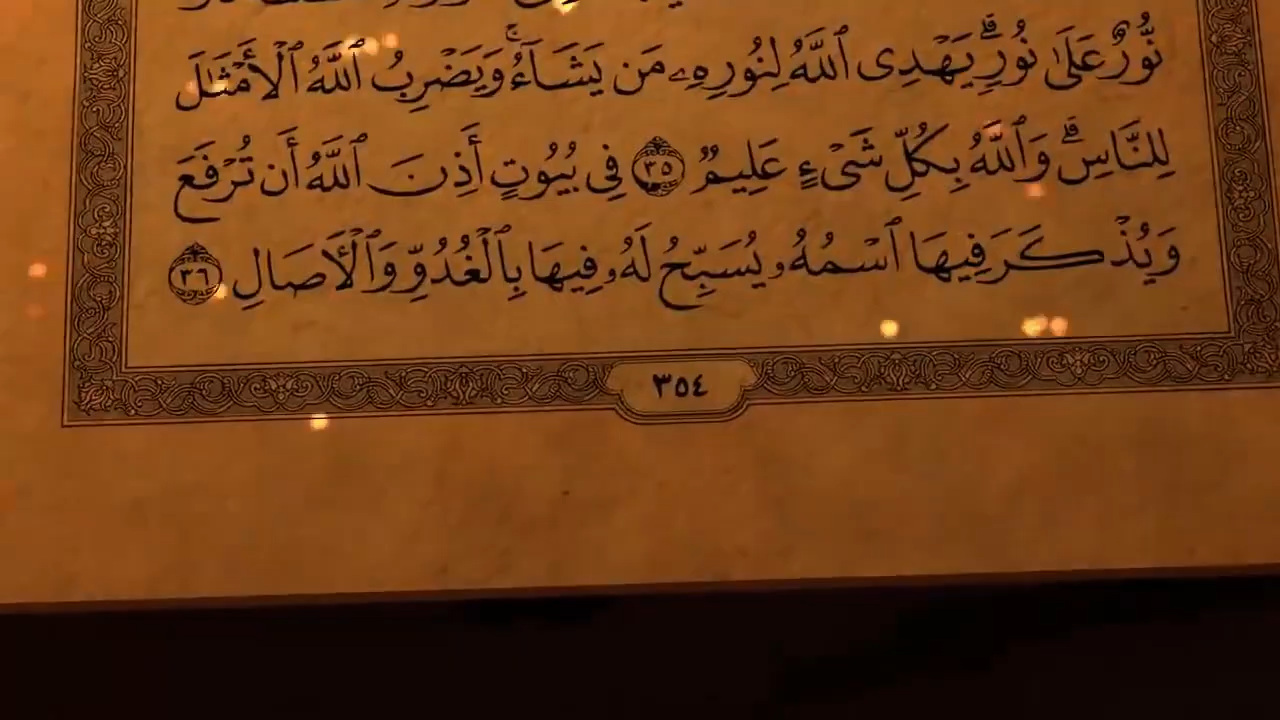 نُّورٌ عَلَىٰ نُورٍ ۗ يَهْدِى ٱللَّهُ لِنُورِهِۦ مَن يَشَآءُ ۚ وَيَضْرِبُ ٱللَّهُ ٱلْأَمْثَـٰلَ
لِلنَّاسِ ۗ وَٱللَّهُ بِكُلِّ شَىْءٍ عَلِيمٌ ٣٥ فِى بُيُوتٍ أَذِنَ ٱللَّهُ أَن تُرْفَعَ
وَيُذْكَرَ فِيهَا ٱسْمُهُۥ يُسَبِّحُ لَهُۥ فِيهَا بِٱلْغُدُوِّ وَٱلْـَٔاصَالِ ٣٦
٣٥٤